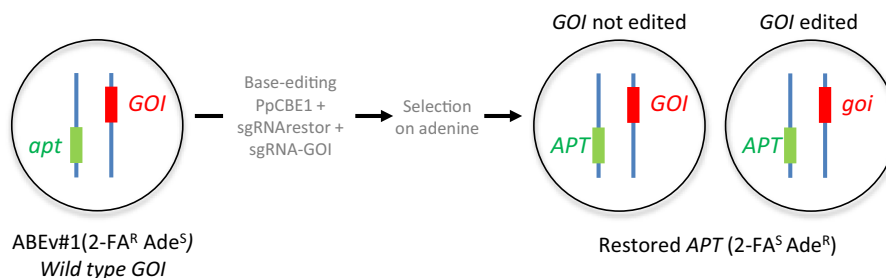 GOI not edited
GOI edited
GOI
apt
Base-editing
PpCBE1 +
sgRNArestor +
sgRNA-GOI
Selection
on adenine
GOI
APT
goi
APT
ABEv#1(2-FAᴿ Adeˢ)
Wild type GOI
Restored APT (2-FAˢ Adeᴿ)